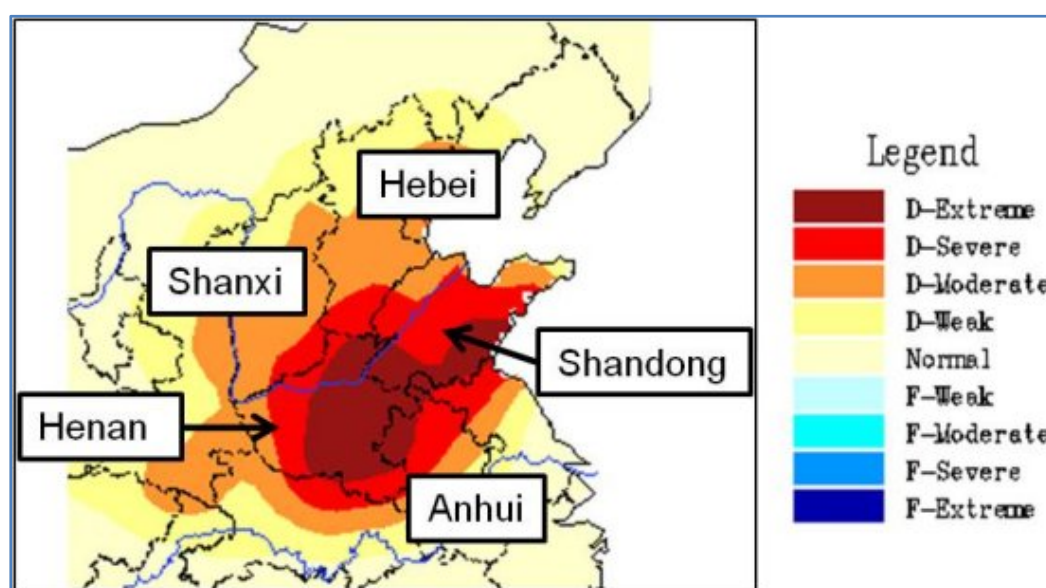 Hebei
Shanxi
Shandong
Henan
Anhui
Legend
D-Extreme
D-Severe
D-Moderate
D-Weak
Normal
F-Weak
F-Moderate
F-Severe
F-Extreme